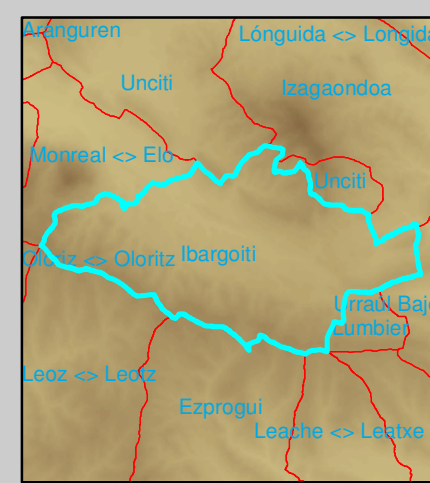 Aranguren
Lónguida <> Longida
Unciti
Izagaondoa
Monreal <> Elo
Unciti
Oloriz <> Oloritz
Ibargoiti
Urraúl Bajo
Lumbier
Leoz <> Leotz
Ezprogui
Leache <> Leatxe